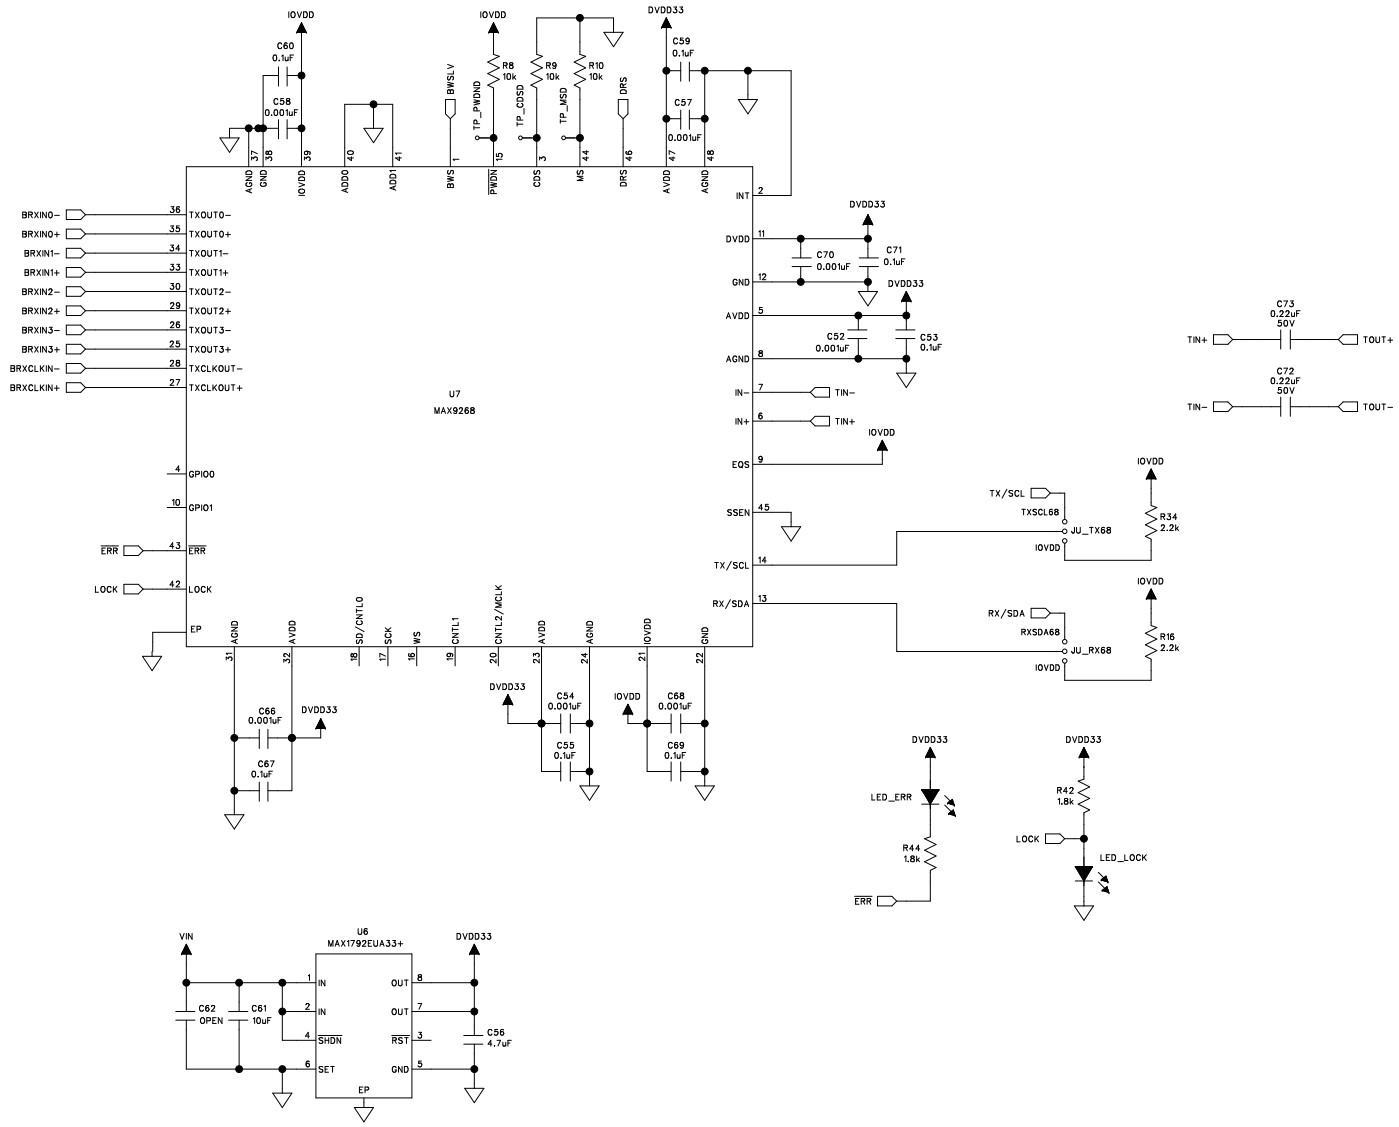 IOVDD
C60
0.1uF
C58
0.001uF
IOVDD
R8
10k
R9
10k
R10
10k
DVDD33
C59
0.1uF
C57
0.001uF
BWSLV
TP_PWDND
TP_CDSD
TP_MSD
DRS
37
38
39
40
41
1
15
3
44
46
47
48
AGND
GND
IOVDD
ADD0
ADD1
BWS
PWDN
CDS
MS
DRS
AVDD
AGND
INT 2
BRXIN0- 36 TXOUT0-
BRXIN0+ 35 TXOUT0+
BRXIN1- 34 TXOUT1-
BRXIN1+ 33 TXOUT1+
BRXIN2- 30 TXOUT2-
BRXIN2+ 29 TXOUT2+
BRXIN3- 26 TXOUT3-
BRXIN3+ 25 TXOUT3+
BRXCLKIN- 28 TXCLKOUT-
BRXCLKIN+ 27 TXCLKOUT+
4 GPIO0
10 GPIO1
ERR 43 ERR
LOCK 42 LOCK
EP
U7
MAX9268
DVDD33
DVDD 11
C70
0.001uF
C71
0.1uF
GND 12
DVDD33
AVDD 5
C52
0.001uF
C53
0.1uF
AGND 8
IN- 7 TIN-
IN+ 6 TIN+
IOVDD
EQS 9
SSEN 45
TX/SCL 14
RX/SDA 13
C73
0.22uF
50V
TIN+ TOUT+
C72
0.22uF
50V
TIN- TOUT-
IOVDD
TX/SCL
TXSCL68
JU_TX68
IOVDD
R34
2.2k
IOVDD
RX/SDA
RXSDA68
JU_RX68
IOVDD
R16
2.2k
AGND
AVDD
SD/CNTL0
SCK
WS
CNTL1
CNTL2/MCLK
AVDD
AGND
IOVDD
GND
31
32
18
17
16
19
20
23
24
21
22
C66
0.001uF
DVDD33
C67
0.1uF
DVDD33
C54
0.001uF
C55
0.1uF
IOVDD
C68
0.001uF
C69
0.1uF
DVDD33
LED_ERR
R44
1.8k
ERR
DVDD33
R42
1.8k
LOCK
LED_LOCK
VIN
U6
MAX1792EUA33+
DVDD33
1 IN
2 IN
4 SHDN
6 SET
OUT 8
OUT 7
RST 3
GND 5
EP
C62
OPEN
C61
10uF
C56
4.7uF